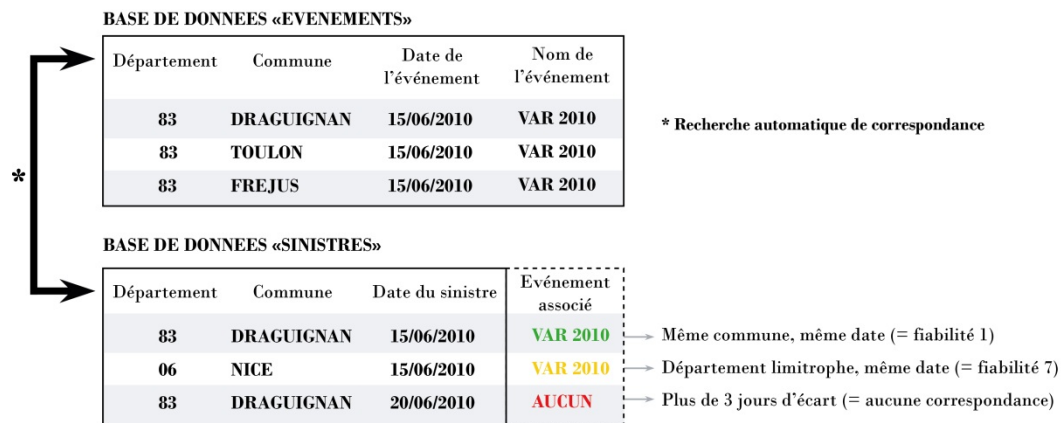 BASE DE DONNEES «EVENEMENTS»
Département Commune Date de l'événement Nom de l'événement
83 DRAGUIGNAN 15/06/2010 VAR 2010
83 TOULON 15/06/2010 VAR 2010
83 FREJUS 15/06/2010 VAR 2010
* Recherche automatique de correspondance
*
BASE DE DONNEES «SINISTRES»
Département Commune Date du sinistre Evénement associé
83 DRAGUIGNAN 15/06/2010 VAR 2010 Même commune, même date (= fiabilité 1)
06 NICE 15/06/2010 VAR 2010 Département limitrophe, même date (= fiabilité 7)
83 DRAGUIGNAN 20/06/2010 AUCUN Plus de 3 jours d'écart (= aucune correspondance)